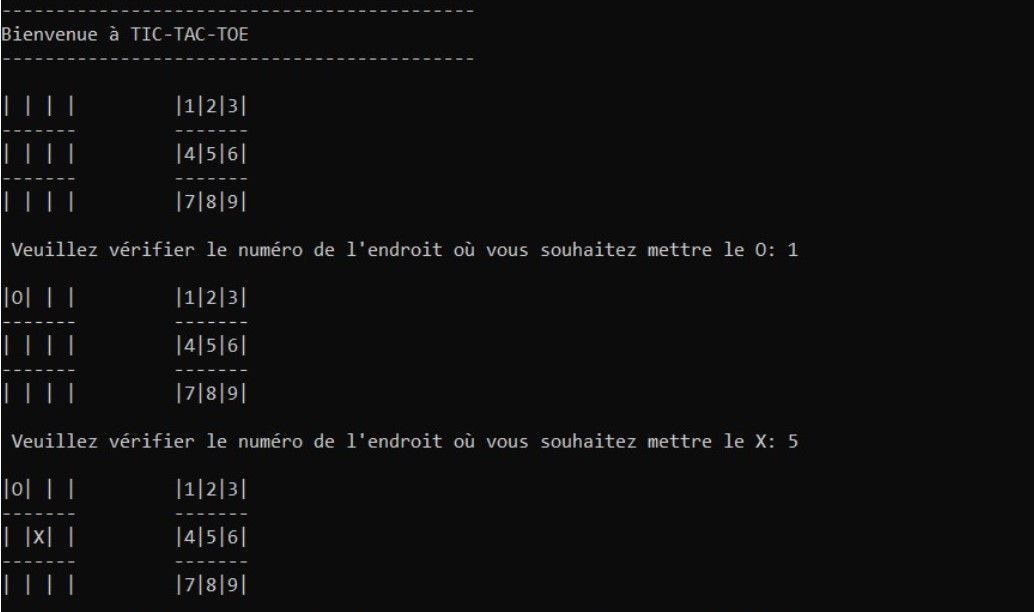 --------------------------------------------
Bienvenue à TIC-TAC-TOE
--------------------------------------------
| | | |         |1|2|3|
-------         -------
| | | |         |4|5|6|
-------         -------
| | | |         |7|8|9|
Veuillez vérifier le numéro de l'endroit où vous souhaitez mettre le O: 1
|O| | |         |1|2|3|
-------         -------
| | | |         |4|5|6|
-------         -------
| | | |         |7|8|9|
Veuillez vérifier le numéro de l'endroit où vous souhaitez mettre le X: 5
|O| | |         |1|2|3|
-------         -------
| |X| |         |4|5|6|
-------         -------
| | | |         |7|8|9|